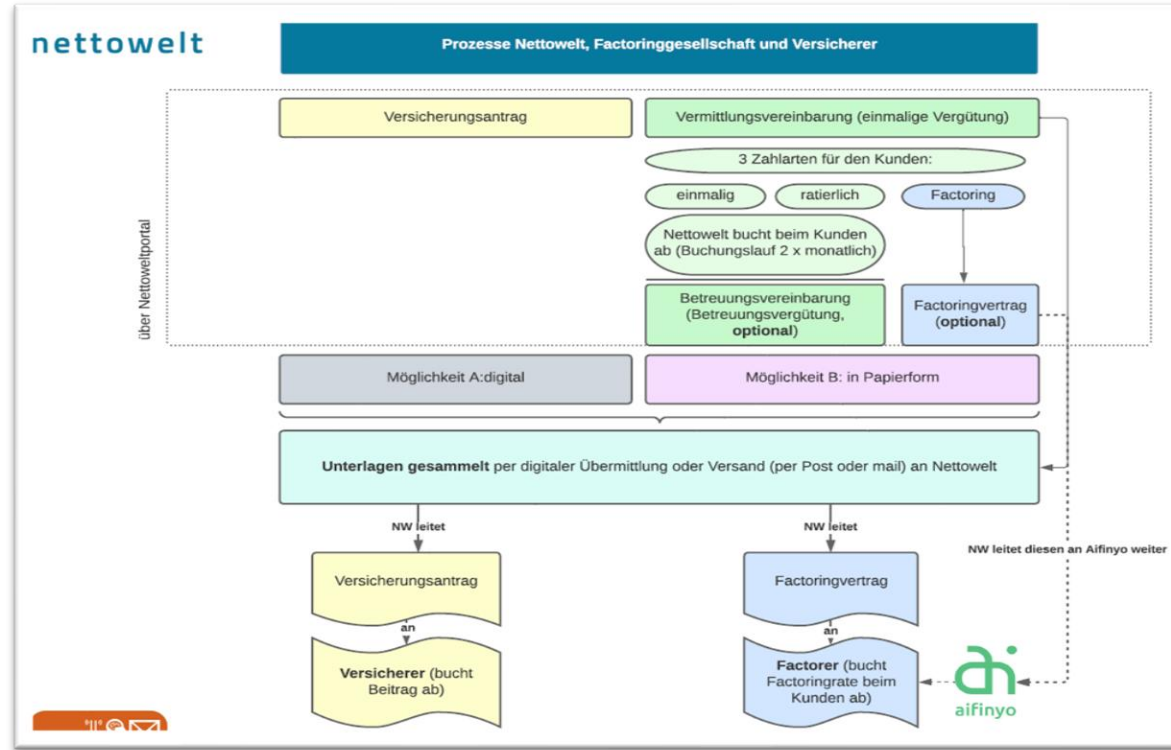 nettowelt
Prozesse Nettowelt, Factoringgesellschaft und Versicherer
über Nettoweltportal
Versicherungsantrag
Vermittlungsvereinbarung (einmalige Vergütung)
3 Zahlarten für den Kunden:
einmalig
ratierlich
Factoring
Nettowelt bucht beim Kunden
ab (Buchungslauf 2 x monatlich)
Betreuungsvereinbarung
(Betreuungsvergütung,
optional)
Factoringvertrag
(optional)
Möglichkeit A:digital
Möglichkeit B: in Papierform
Unterlagen gesammelt per digitaler Übermittlung oder Versand (per Post oder mail) an Nettowelt
NW leitet
NW leitet
NW leitet diesen an Aifinyo weiter
Versicherungsantrag
Factoringvertrag
an
an
Versicherer (bucht
Beitrag ab)
Factorer (bucht
Factoringrate beim
Kunden ab)
aifinyo